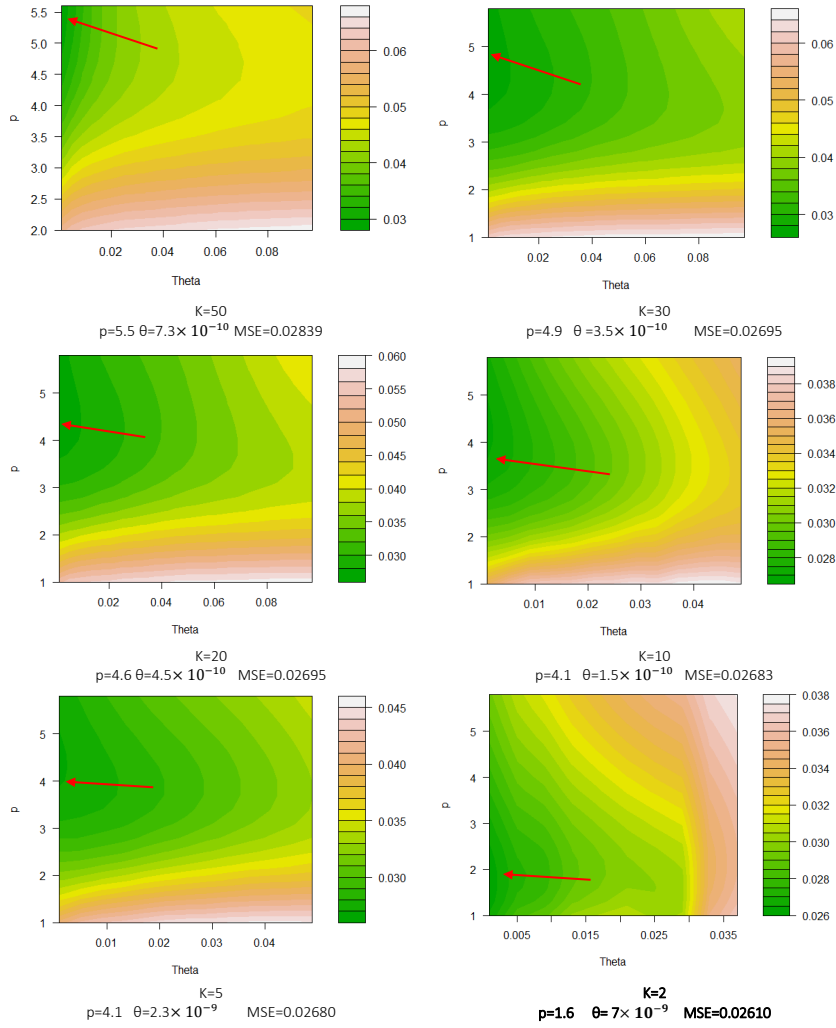 5.5
5.0
4.5
4.0
3.5
3.0
2.5
2.0
p
0.02 0.04 0.06 0.08
Theta
0.06
0.05
0.04
0.03
K=50
p=5.5 θ=7.3× 10⁻¹⁰ MSE=0.02839
5
4
3
2
1
p
0.02 0.04 0.06 0.08
Theta
0.06
0.05
0.04
0.03
K=30
p=4.9 θ =3.5× 10⁻¹⁰ MSE=0.02695
5
4
3
2
1
p
0.02 0.04 0.06 0.08
Theta
0.060
0.055
0.050
0.045
0.040
0.035
0.030
K=20
p=4.6 θ=4.5× 10⁻¹⁰ MSE=0.02695
5
4
3
2
1
p
0.01 0.02 0.03 0.04
Theta
0.038
0.036
0.034
0.032
0.030
0.028
K=10
p=4.1 θ=1.5× 10⁻¹⁰ MSE=0.02683
5
4
3
2
1
p
0.01 0.02 0.03 0.04
Theta
0.045
0.040
0.035
0.030
K=5
p=4.1 θ=2.3× 10⁻⁹ MSE=0.02680
5
4
3
2
1
p
0.005 0.015 0.025 0.035
Theta
0.038
0.036
0.034
0.032
0.030
0.028
0.026
K=2
p=1.6 θ= 7× 10⁻⁹ MSE=0.02610